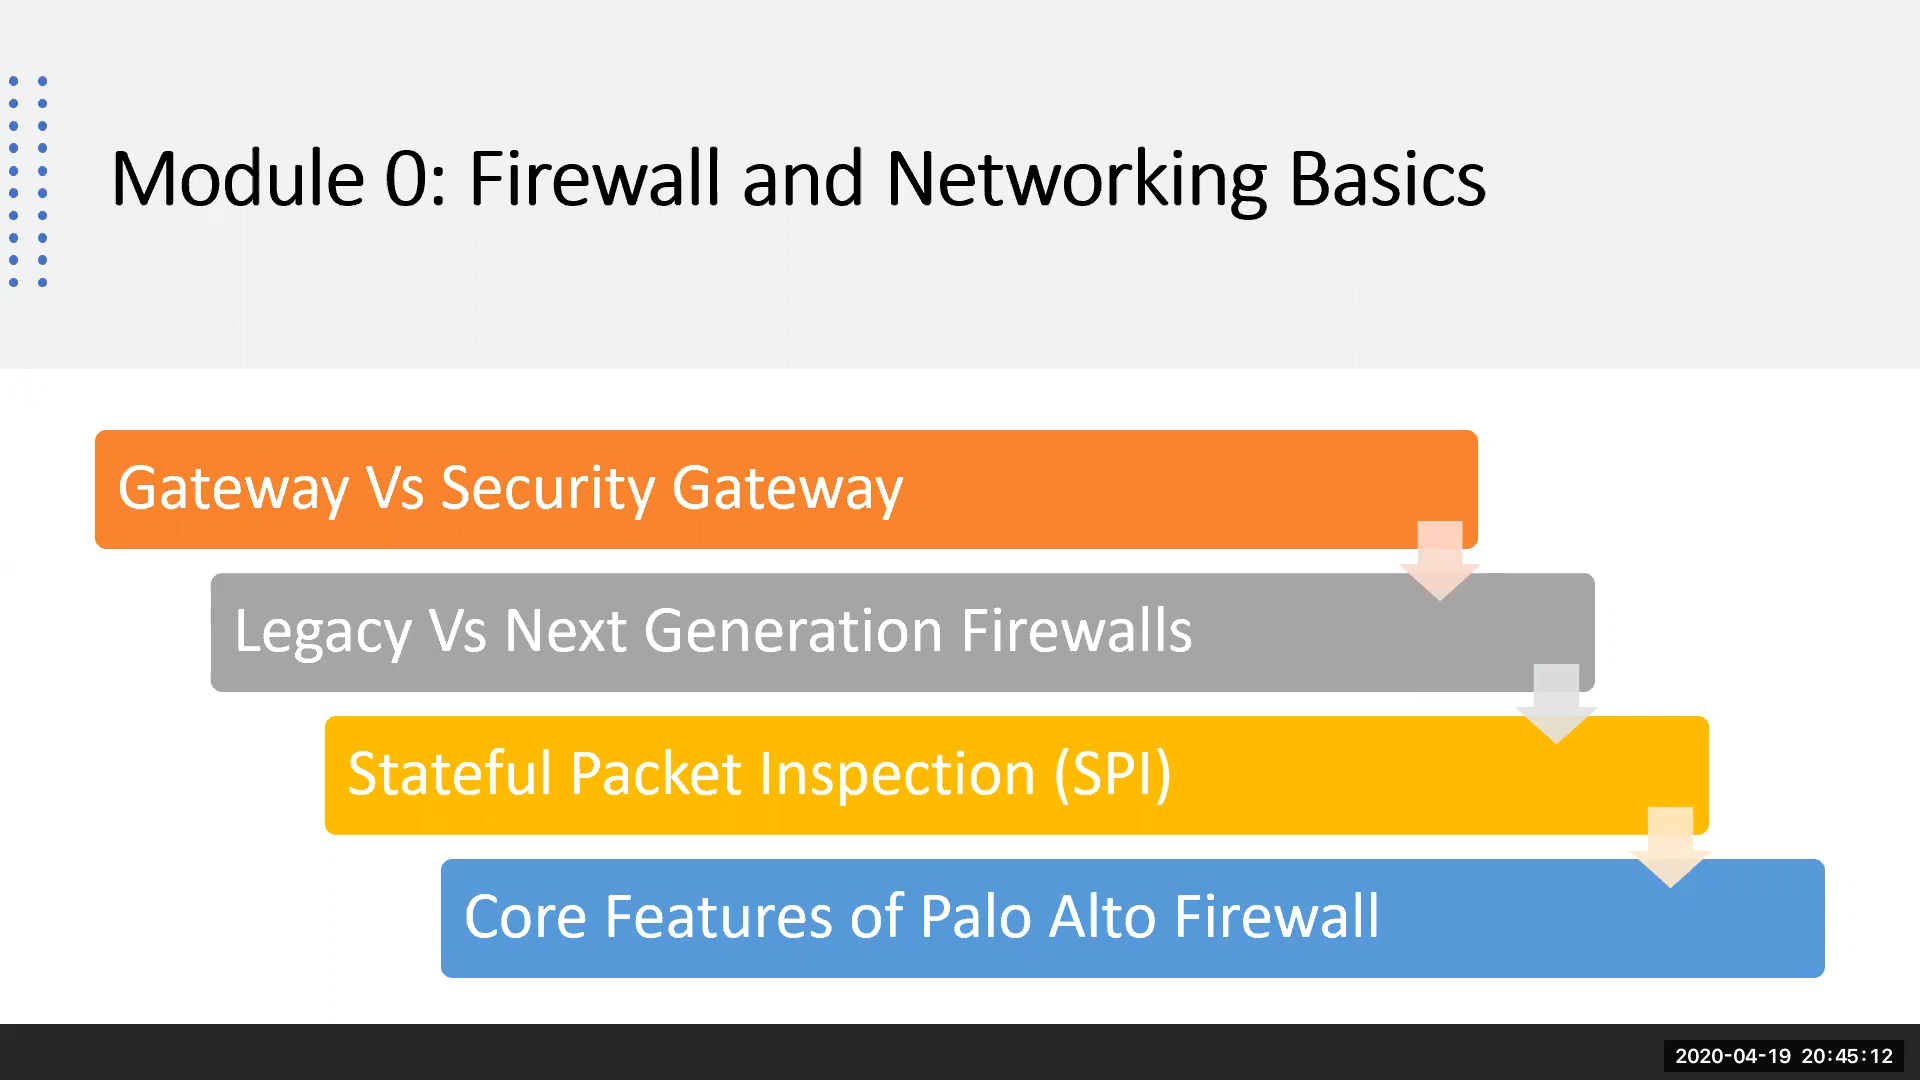 Module 0: Firewall and Networking Basics
Gateway Vs Security Gateway
Legacy Vs Next Generation Firewalls
Stateful Packet Inspection (SPI)
Core Features of Palo Alto Firewall
2020-04-19 20:45:12